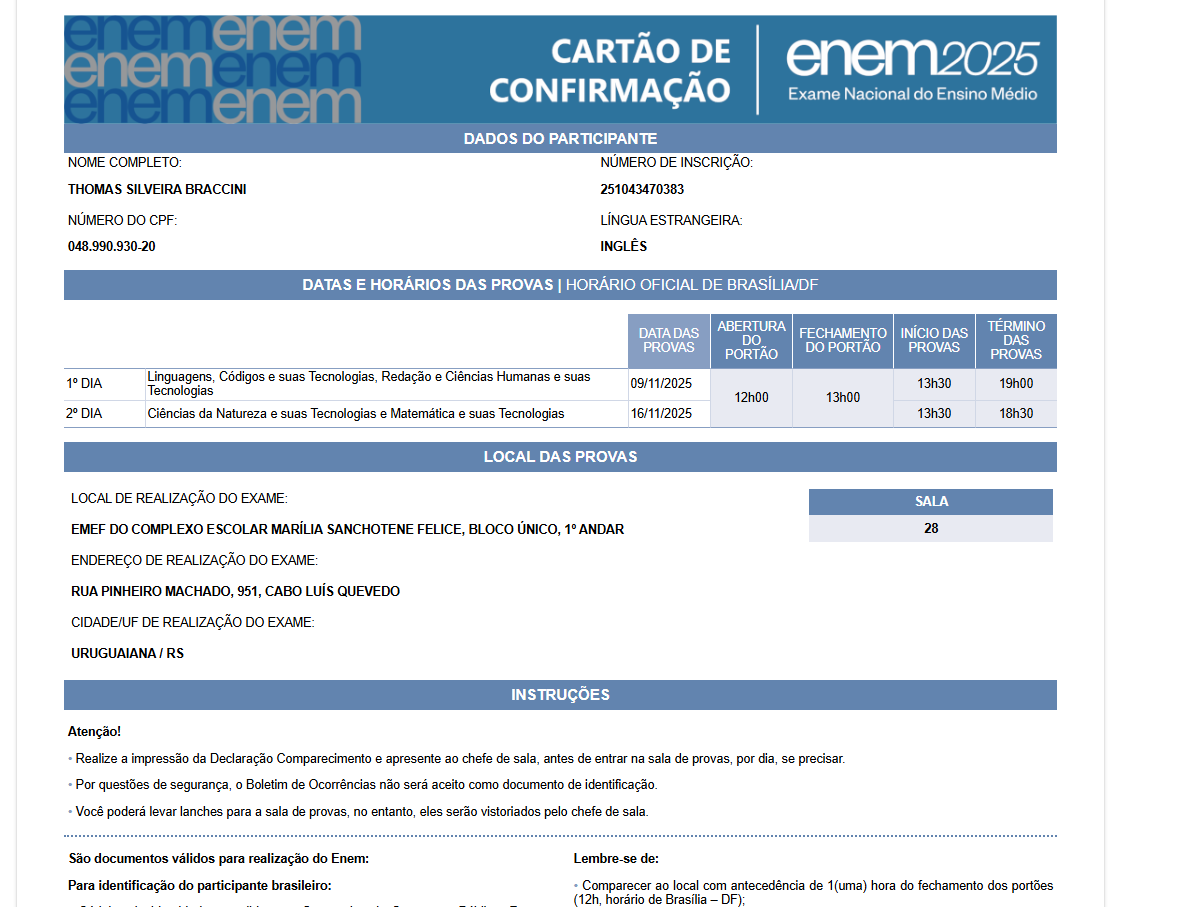 enemenem
enemenem
enemenem
CARTÃO DE
CONFIRMAÇÃO
enem2025
Exame Nacional do Ensino Médio
DADOS DO PARTICIPANTE
NOME COMPLETO: NÚMERO DE INSCRIÇÃO:
THOMAS SILVEIRA BRACCINI 251043470383
NÚMERO DO CPF: LÍNGUA ESTRANGEIRA:
048.990.930-20 INGLÊS
DATAS E HORÁRIOS DAS PROVAS | HORÁRIO OFICIAL DE BRASÍLIA/DF
DATA DAS PROVAS ABERTURA DO PORTÃO FECHAMENTO DO PORTÃO INÍCIO DAS PROVAS TÉRMINO DAS PROVAS
1º DIA Linguagens, Códigos e suas Tecnologias, Redação e Ciências Humanas e suas Tecnologias 09/11/2025 12h00 13h00 13h30 19h00
2º DIA Ciências da Natureza e suas Tecnologias e Matemática e suas Tecnologias 16/11/2025 13h30 18h30
LOCAL DAS PROVAS
LOCAL DE REALIZAÇÃO DO EXAME: SALA
EMEF DO COMPLEXO ESCOLAR MARÍLIA SANCHOTENE FELICE, BLOCO ÚNICO, 1º ANDAR 28
ENDEREÇO DE REALIZAÇÃO DO EXAME:
RUA PINHEIRO MACHADO, 951, CABO LUÍS QUEVEDO
CIDADE/UF DE REALIZAÇÃO DO EXAME:
URUGUAIANA / RS
INSTRUÇÕES
Atenção!
• Realize a impressão da Declaração Comparecimento e apresente ao chefe de sala, antes de entrar na sala de provas, por dia, se precisar.
• Por questões de segurança, o Boletim de Ocorrências não será aceito como documento de identificação.
• Você poderá levar lanches para a sala de provas, no entanto, eles serão vistoriados pelo chefe de sala.
São documentos válidos para realização do Enem:
Para identificação do participante brasileiro:
Lembre-se de:
• Comparecer ao local com antecedência de 1(uma) hora do fechamento dos portões
(12h, horário de Brasília – DF);